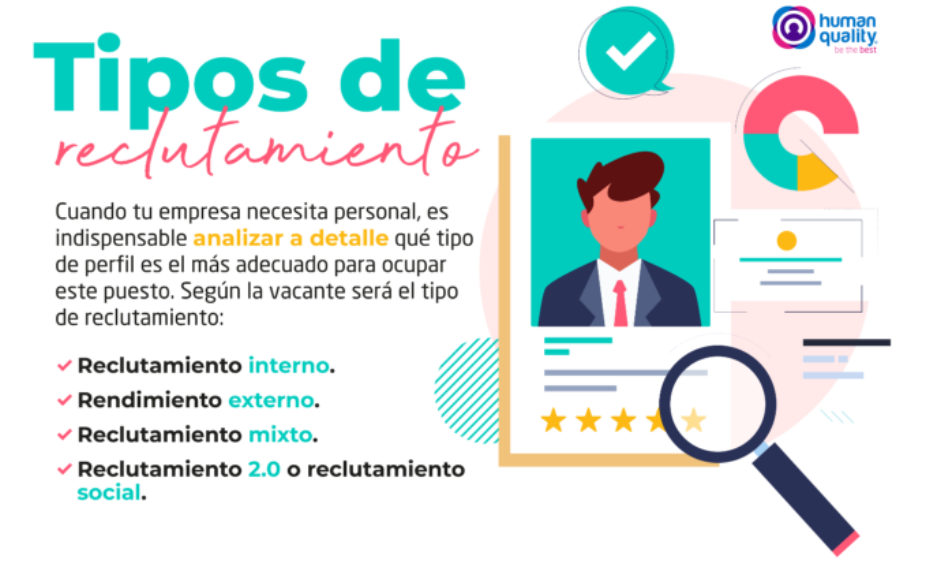 human
quality.
be the best
Tipos de
reclutamiento
Cuando tu empresa necesita personal, es
indispensable analizar a detalle qué tipo
de perfil es el más adecuado para ocupar
este puesto. Según la vacante será el tipo
de reclutamiento:
Reclutamiento interno.
Rendimiento externo.
Reclutamiento mixto.
Reclutamiento 2.0 o reclutamiento
social.